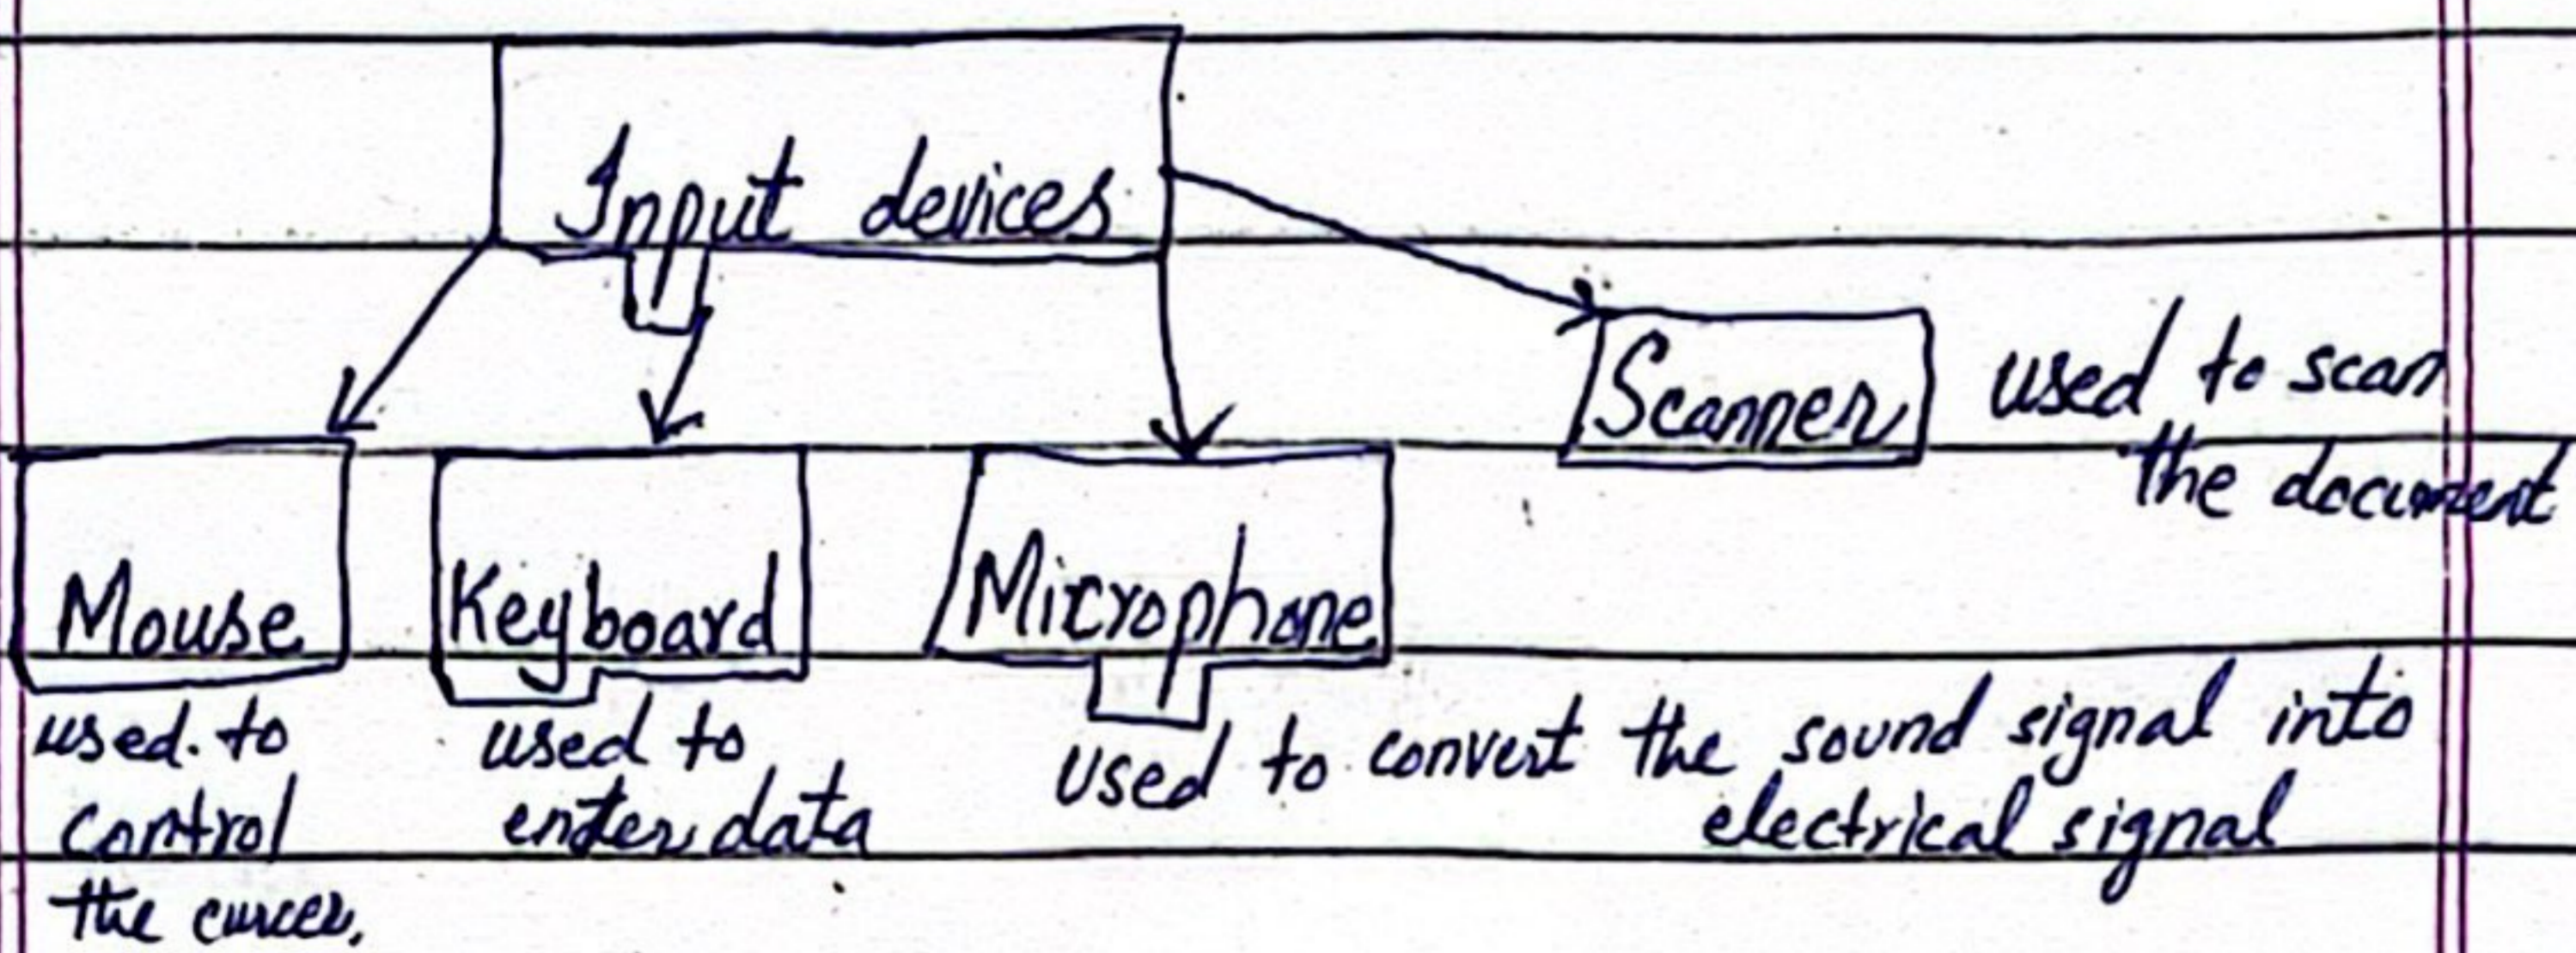 Input devices
Scanner
used to scan
the document
Mouse
Keyboard
Microphone
used to
control
the
used to
enter data
used to convert the sound signal into
electrical signal